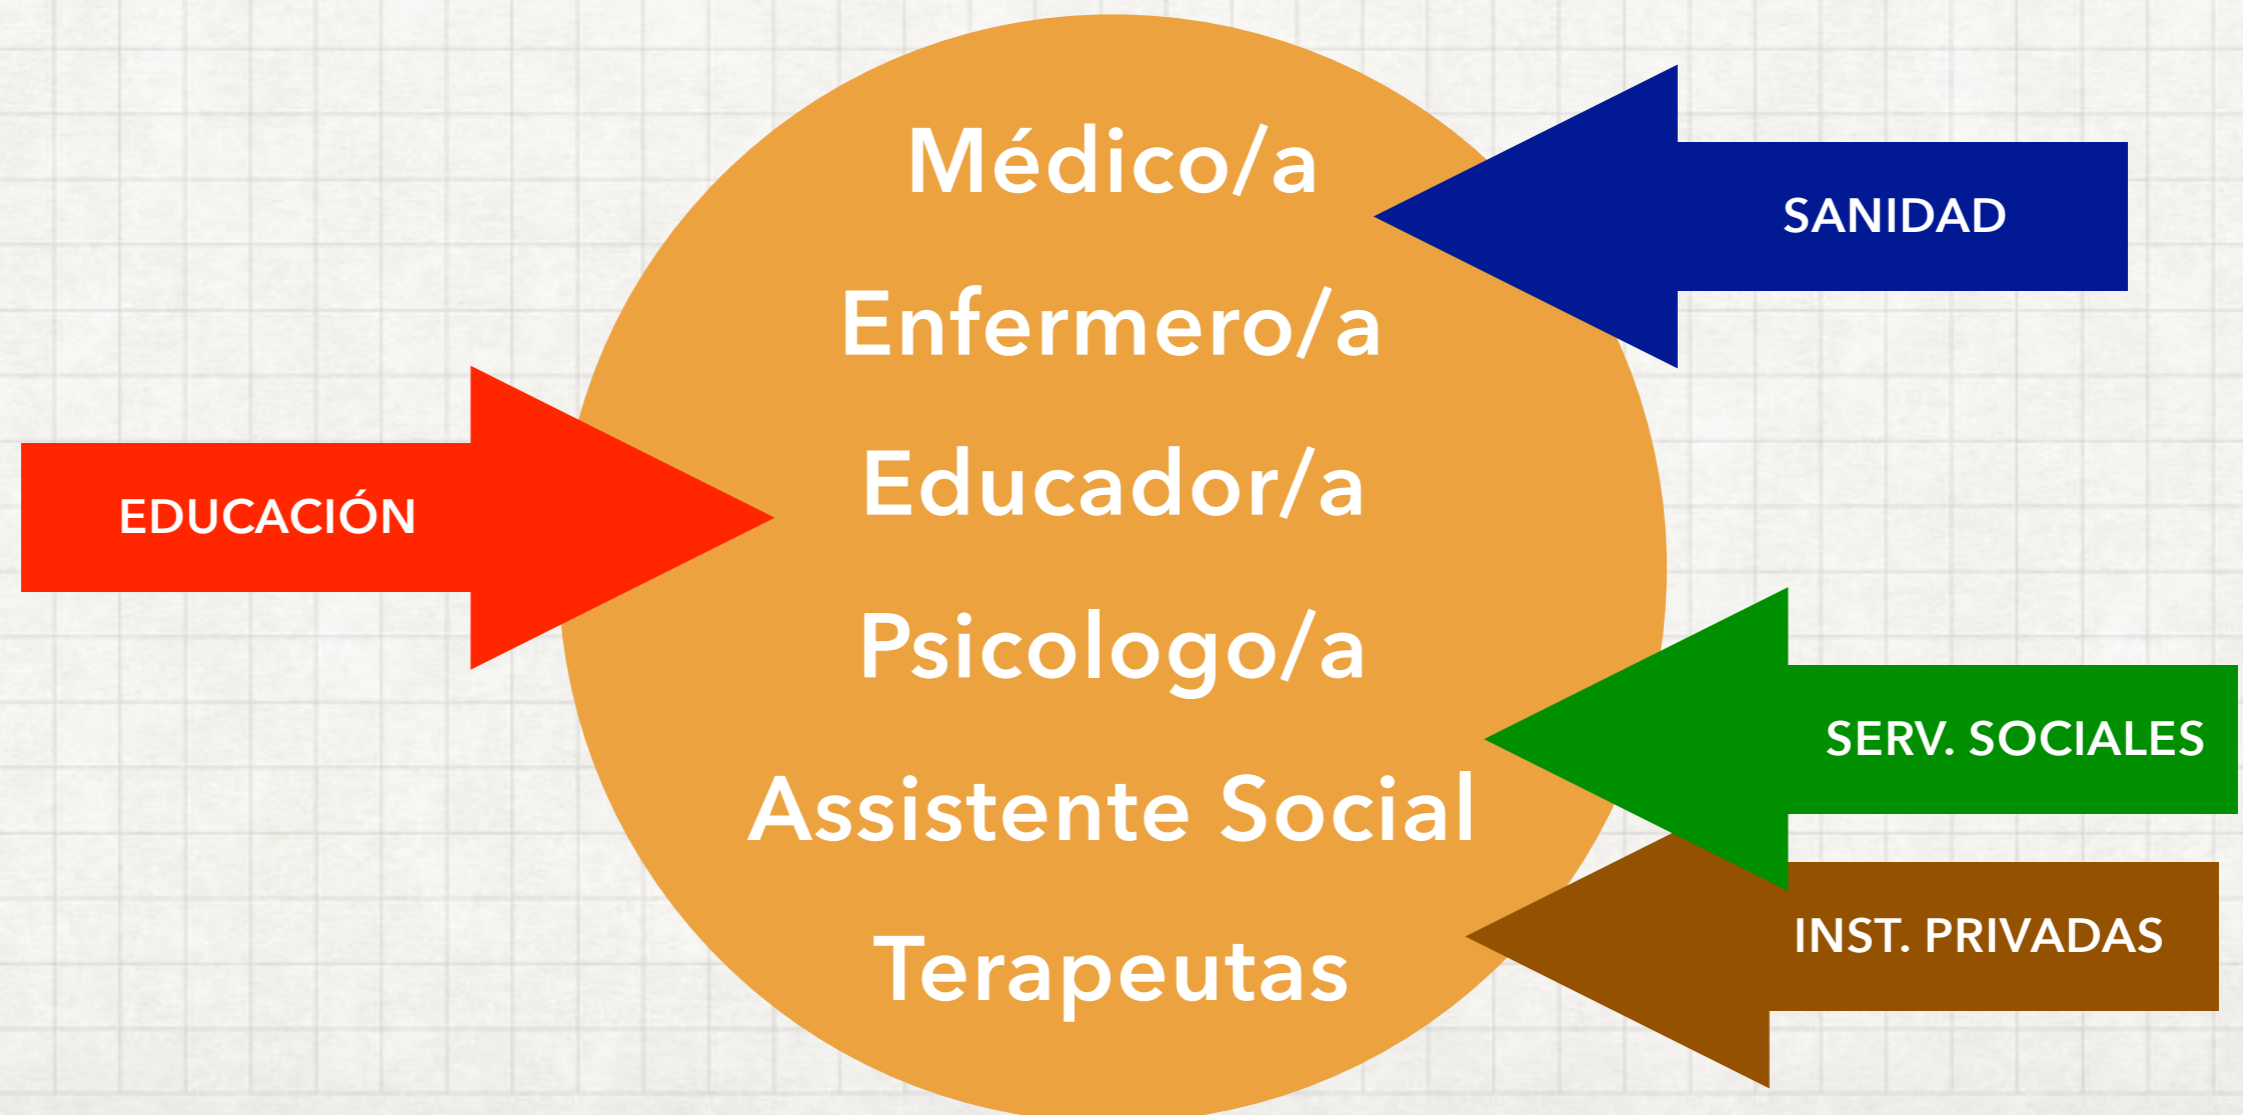 Médico/a
SANIDAD
Enfermero/a
Educador/a
EDUCACIÓN
Psicologo/a
SERV. SOCIALES
Assistente Social
INST. PRIVADAS
Terapeutas